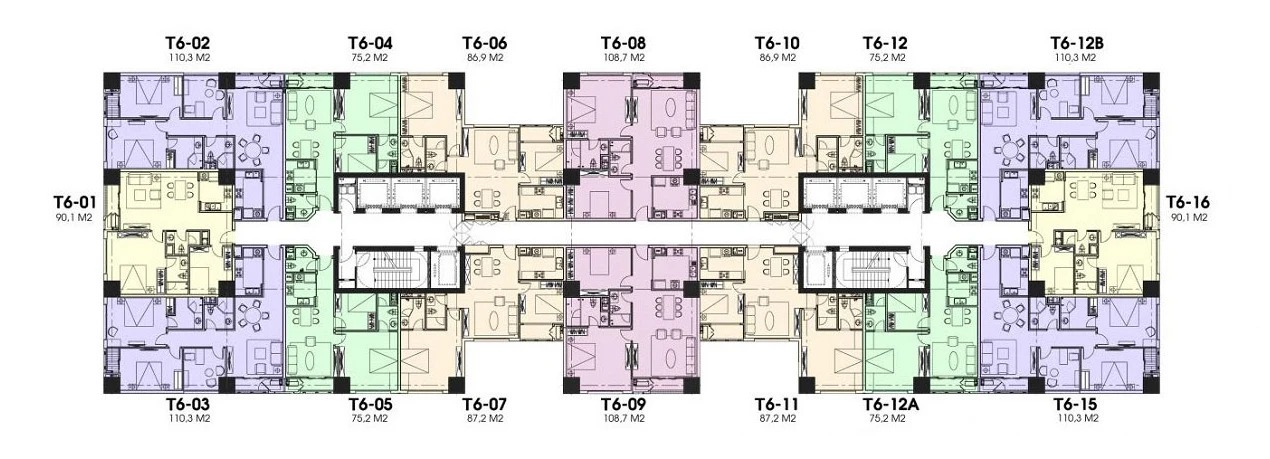 T6-02
110,3 M2
T6-04
75,2 M2
T6-06
86,9 M2
T6-08
108,7 M2
T6-10
86,9 M2
T6-12
75,2 M2
T6-12B
110,3 M2
T6-01
90,1 M2
T6-16
90,1 M2
T6-03
110,3 M2
T6-05
75,2 M2
T6-07
87,2 M2
T6-09
108,7 M2
T6-11
87,2 M2
T6-12A
75,2 M2
T6-15
110,3 M2